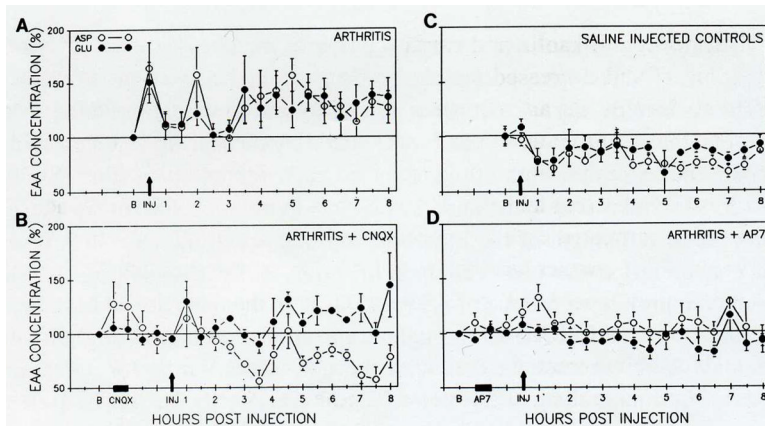 A
200
ASP
GLU
ARTHRITIS
150
100
50
EAA CONCENTRATION (%)
B INJ 1 2 3 4 5 6 7 8
B
200
ARTHRITIS + CNQX
150
100
50
EAA CONCENTRATION (%)
B CNQX INJ 1 2 3 4 5 6 7 8
HOURS POST INJECTION
C
SALINE INJECTED CONTROLS
B INJ 1 2 3 4 5 6 7 8
D
ARTHRITIS + AP7
B AP7 INJ 1' 2 3 4 5 6 7 8
HOURS POST INJECTION